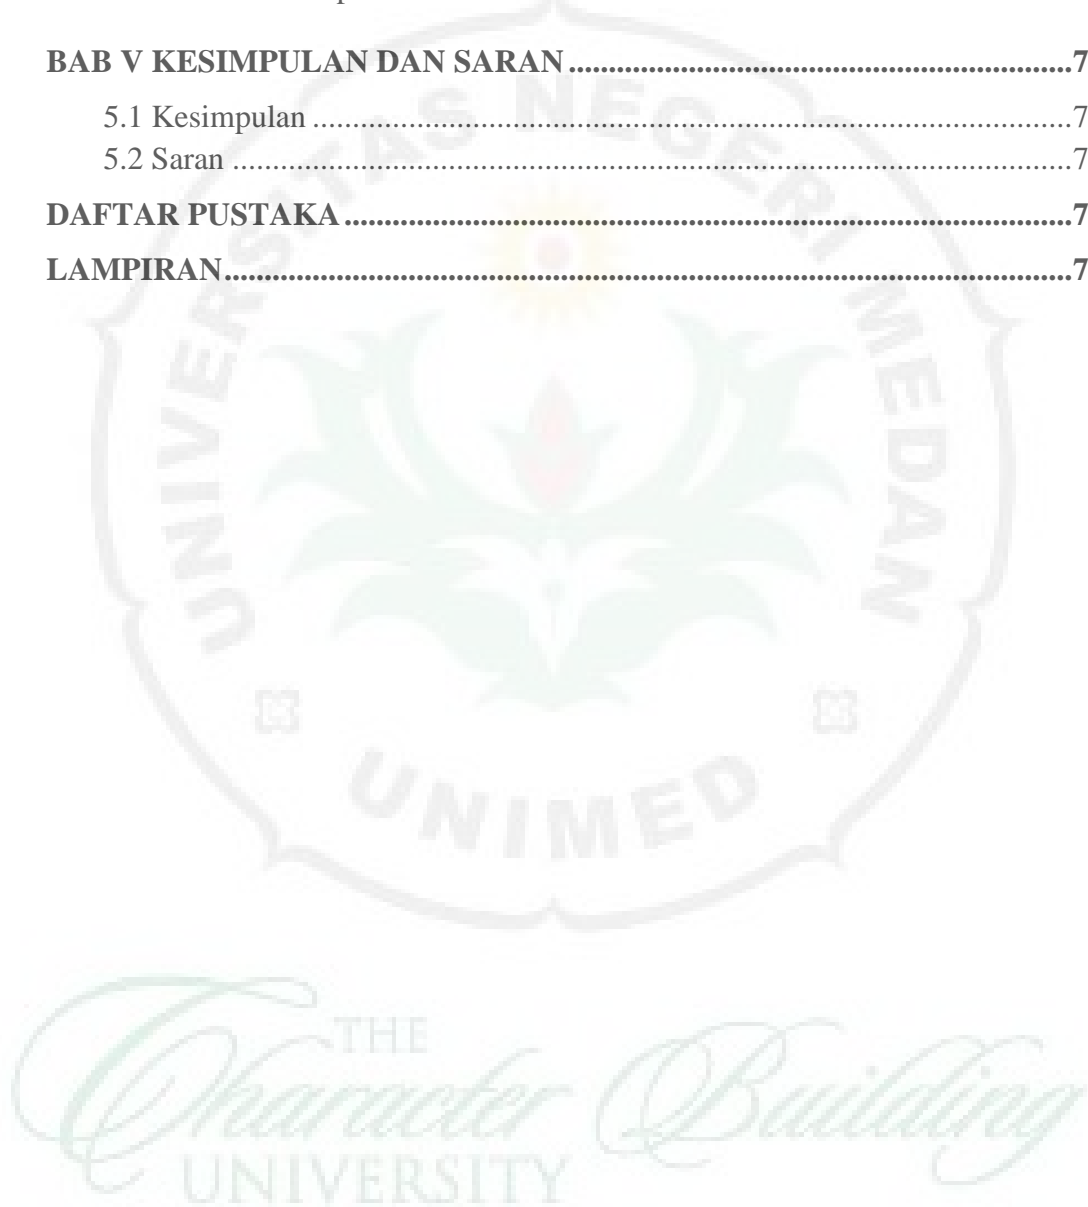 BAB V KESIMPULAN DAN SARAN ................................................................7
5.1 Kesimpulan ................................................................................................7
5.2 Saran ..........................................................................................................7
DAFTAR PUSTAKA ...........................................................................................7
LAMPIRAN..........................................................................................................7
UNIVERSITAS NEGERI MEDAN
UNIMED
THE
Character Building
UNIVERSITY